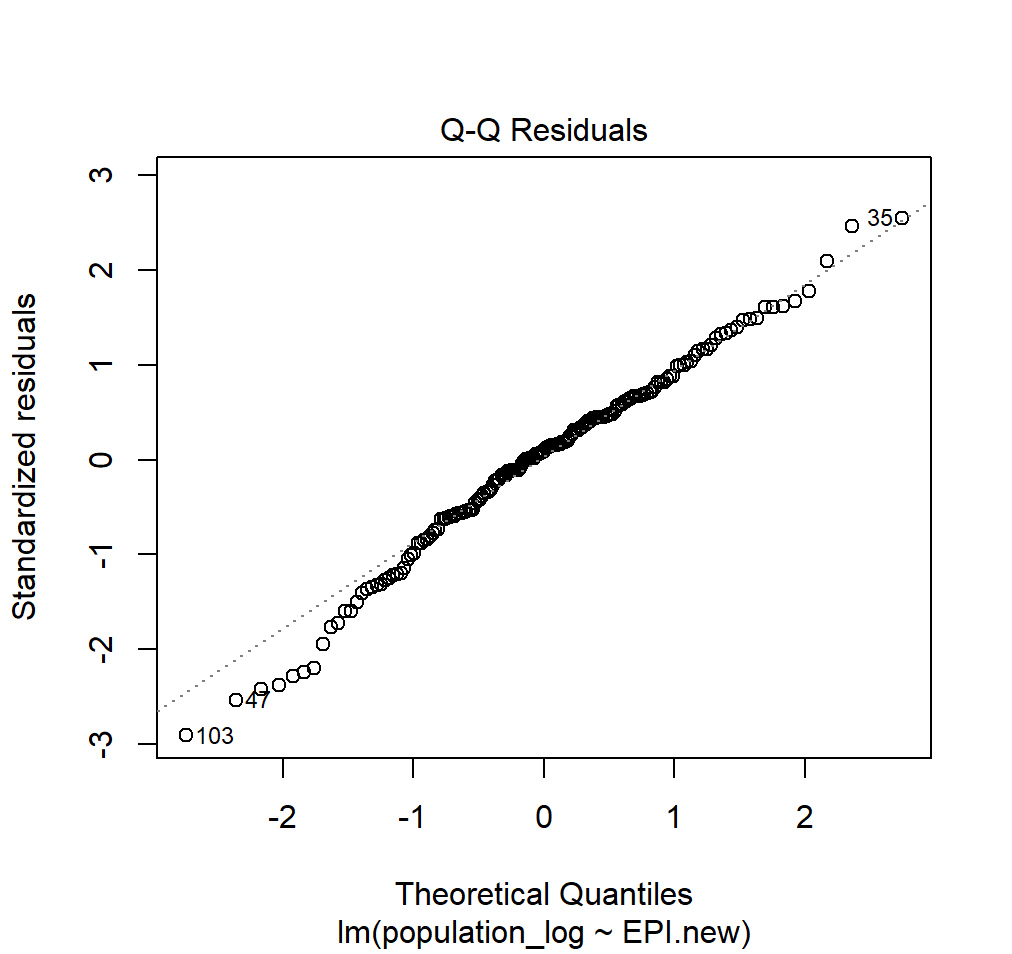 Q-Q Residuals
3
2
1
0
-1
-2
-3
Standardized residuals
35
47
103
-2 -1 0 1 2
Theoretical Quantiles
lm(population_log ~ EPI.new)